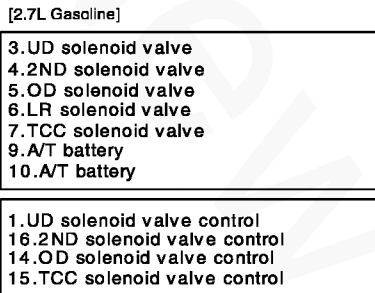 [2.7L Gasoline]
3.UD solenoid valve
4.2ND solenoid valve
5.OD solenoid valve
6.LR solenoid valve
7.TCC solenoid valve
9.A/T battery
10.A/T battery
1.UD solenoid valve control
16.2ND solenoid valve control
14.OD solenoid valve control
15.TCC solenoid valve control